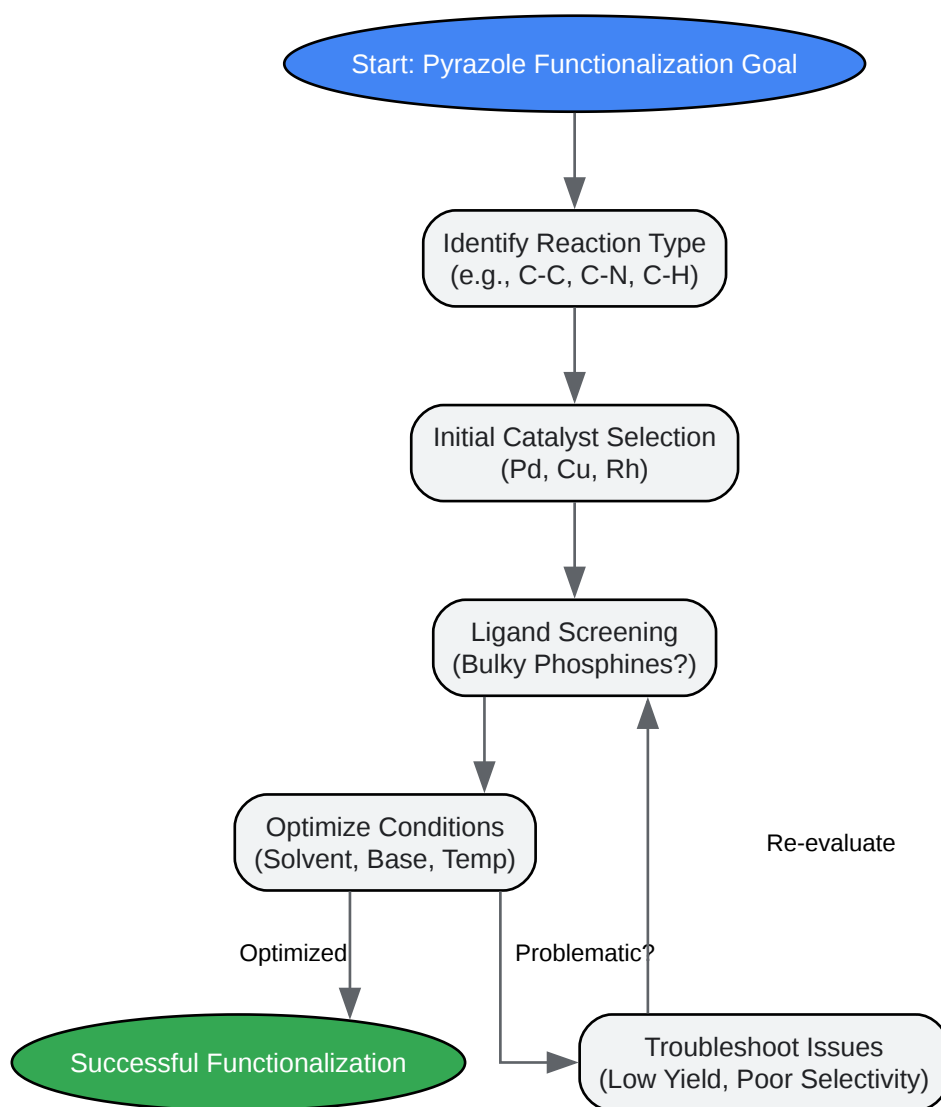 Start: Pyrazole Functionalization Goal
Identify Reaction Type
(e.g., C-C, C-N, C-H)
Initial Catalyst Selection
(Pd, Cu, Rh)
Ligand Screening
(Bulky Phosphines?)
Optimize Conditions
(Solvent, Base, Temp)
Re-evaluate
Optimized
Problematic?
Successful Functionalization
Troubleshoot Issues
(Low Yield, Poor Selectivity)